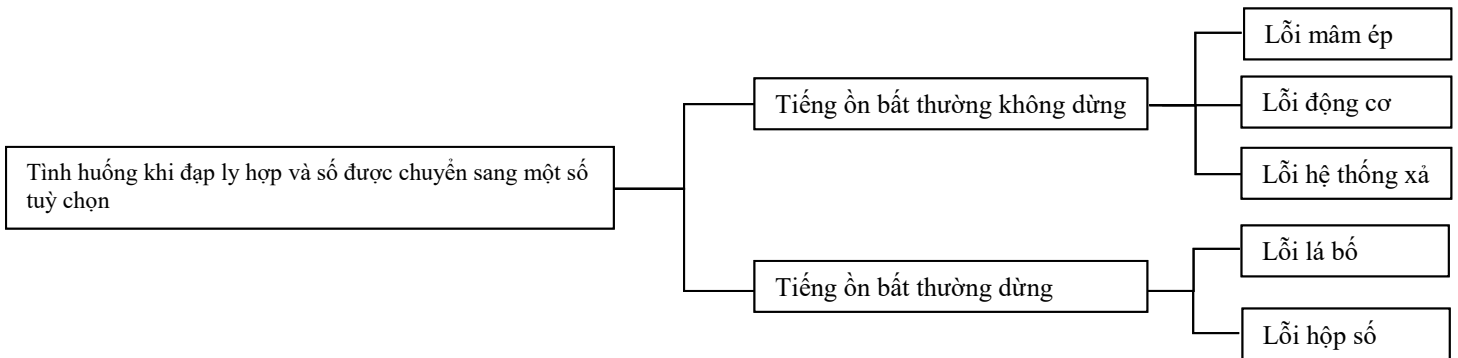 Tình huống khi đạp ly hợp và số được chuyển sang một số
tuỳ chọn
Tiếng ồn bất thường không dừng
Lỗi mâm ép
Lỗi động cơ
Lỗi hệ thống xả
Tiếng ồn bất thường dừng
Lỗi lá bố
Lỗi hộp số